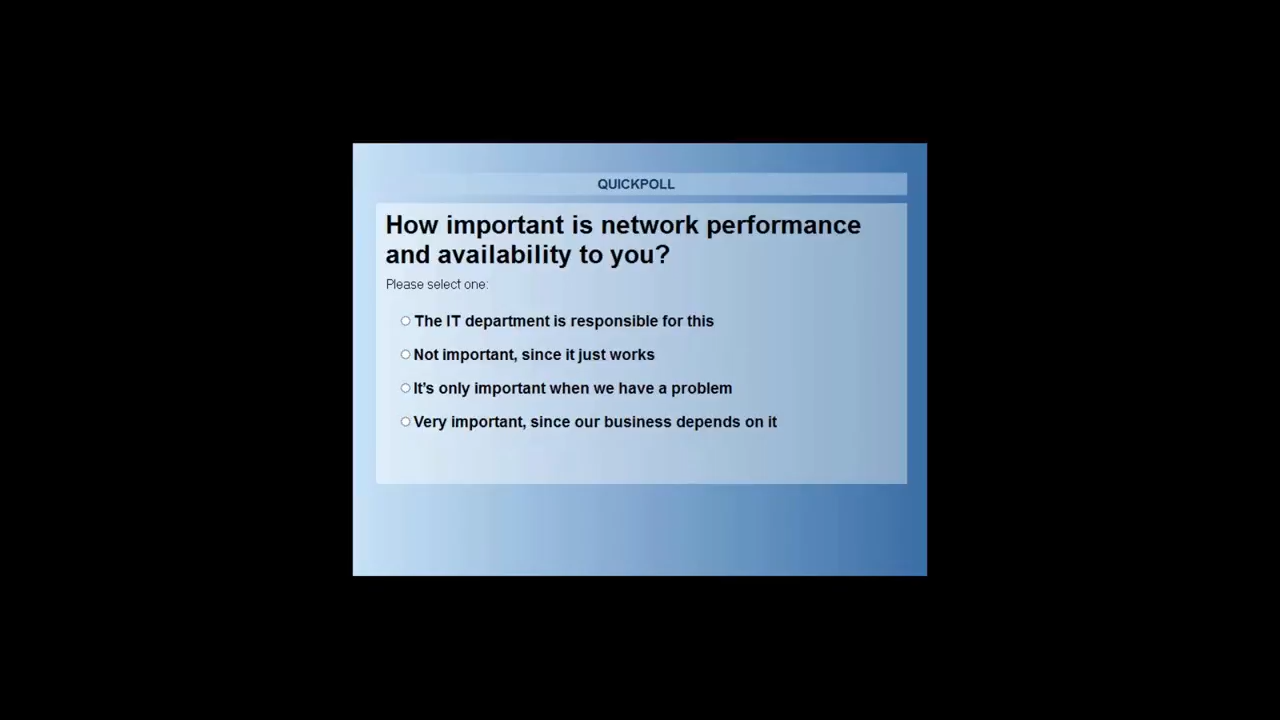 QUICKPOLL
How important is network performance
and availability to you?
Please select one:
The IT department is responsible for this
Not important, since it just works
It's only important when we have a problem
Very important, since our business depends on it